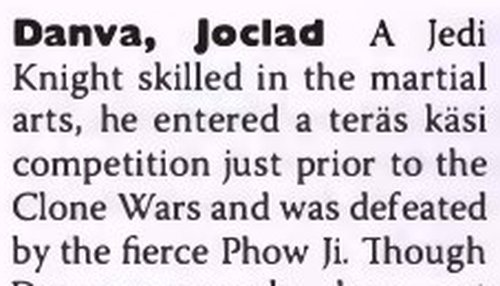 Danva, Joclad A Jedi
Knight skilled in the martial
arts, he entered a teräs käsi
competition just prior to the
Clone Wars and was defeated
by the fierce Phow Ji. Though